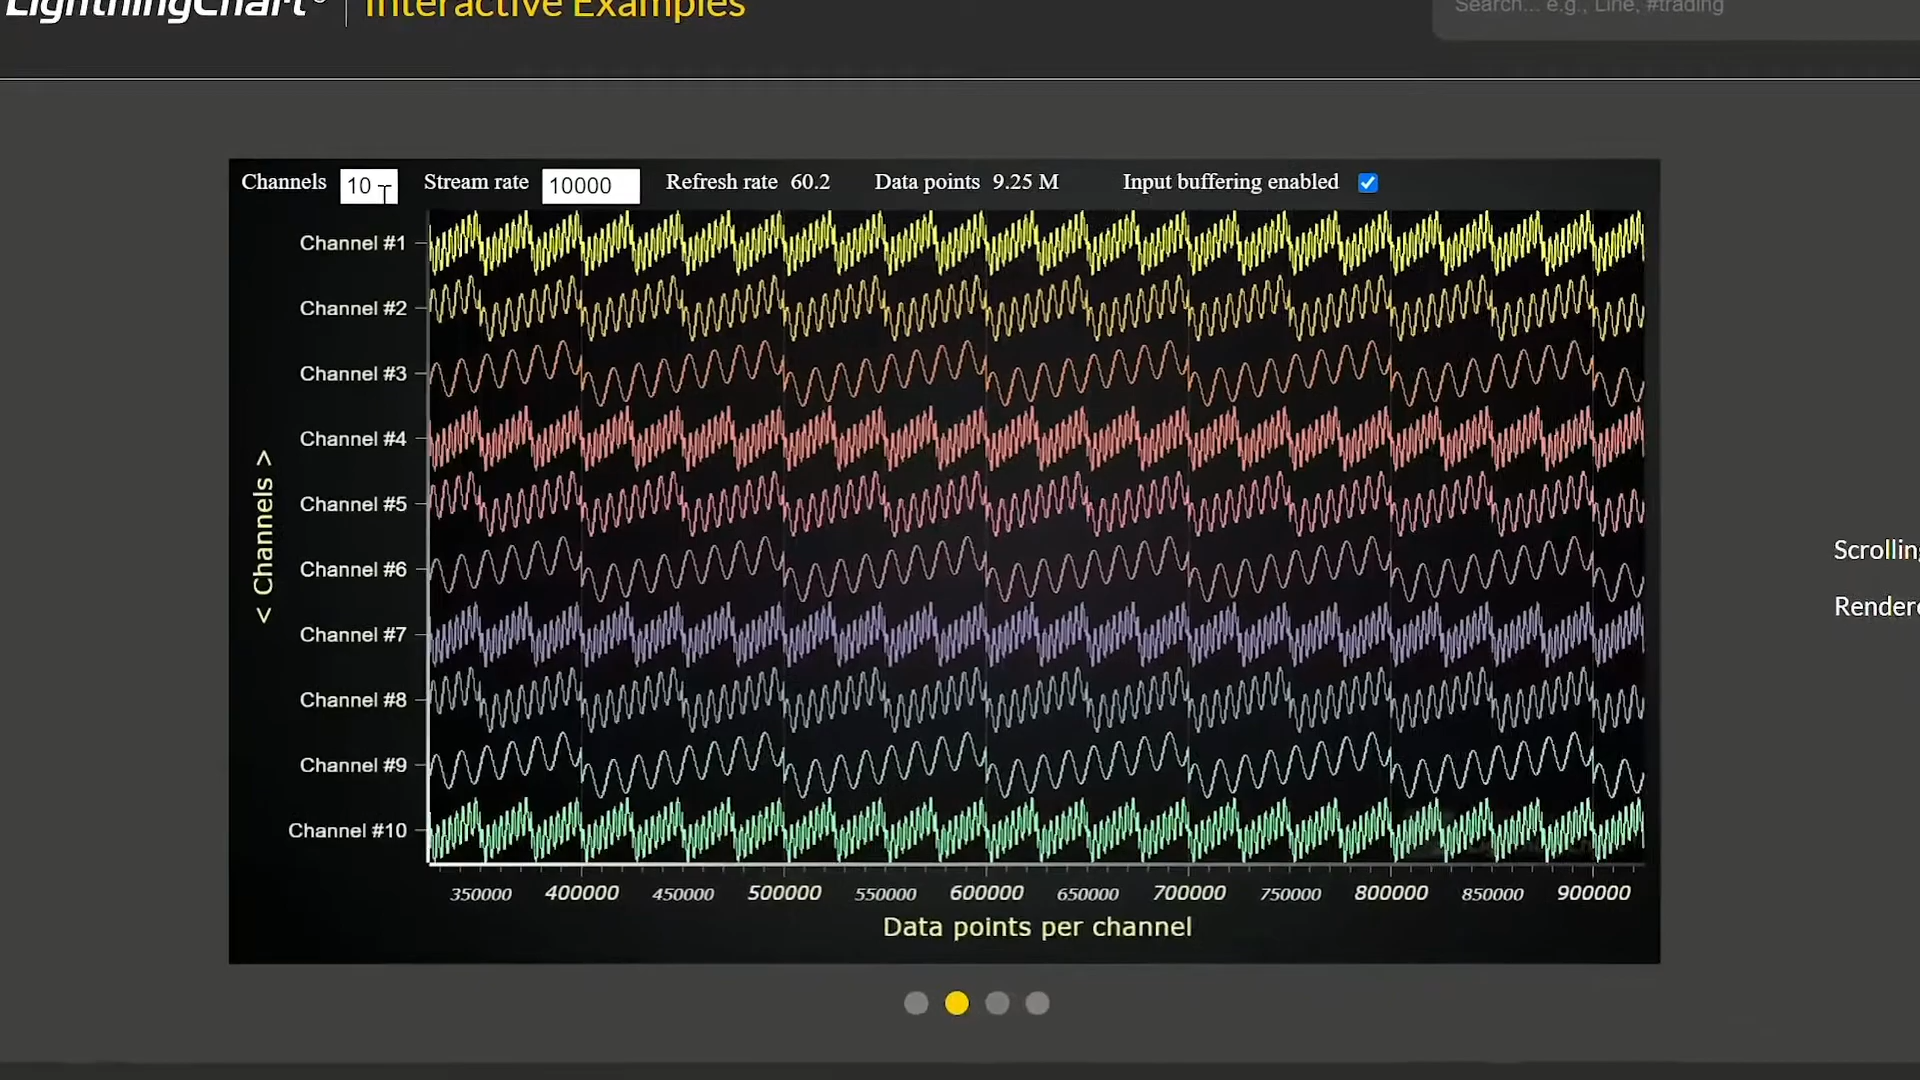 LightningChart® Interactive Examples
Search... e.g., Line, #trading
Channels 10 Stream rate 10000 Refresh rate 60.2 Data points 9.25 M Input buffering enabled
Channel #1
Channel #2
Channel #3
Channel #4
Channel #5
Channel #6
Channel #7
Channel #8
Channel #9
Channel #10
< Channels >
350000 400000 450000 500000 550000 600000 650000 700000 750000 800000 850000 900000
Data points per channel
Scrollin
Rendere